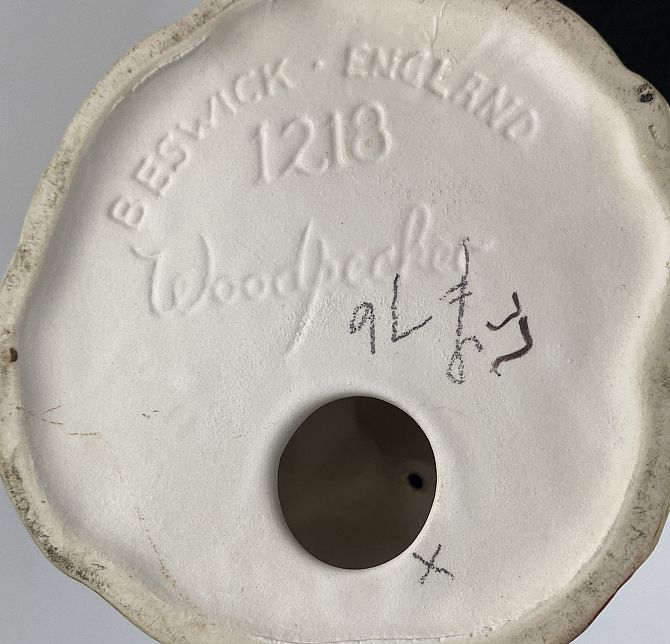 BESWICK · ENGLAND
1218
Woodpecker